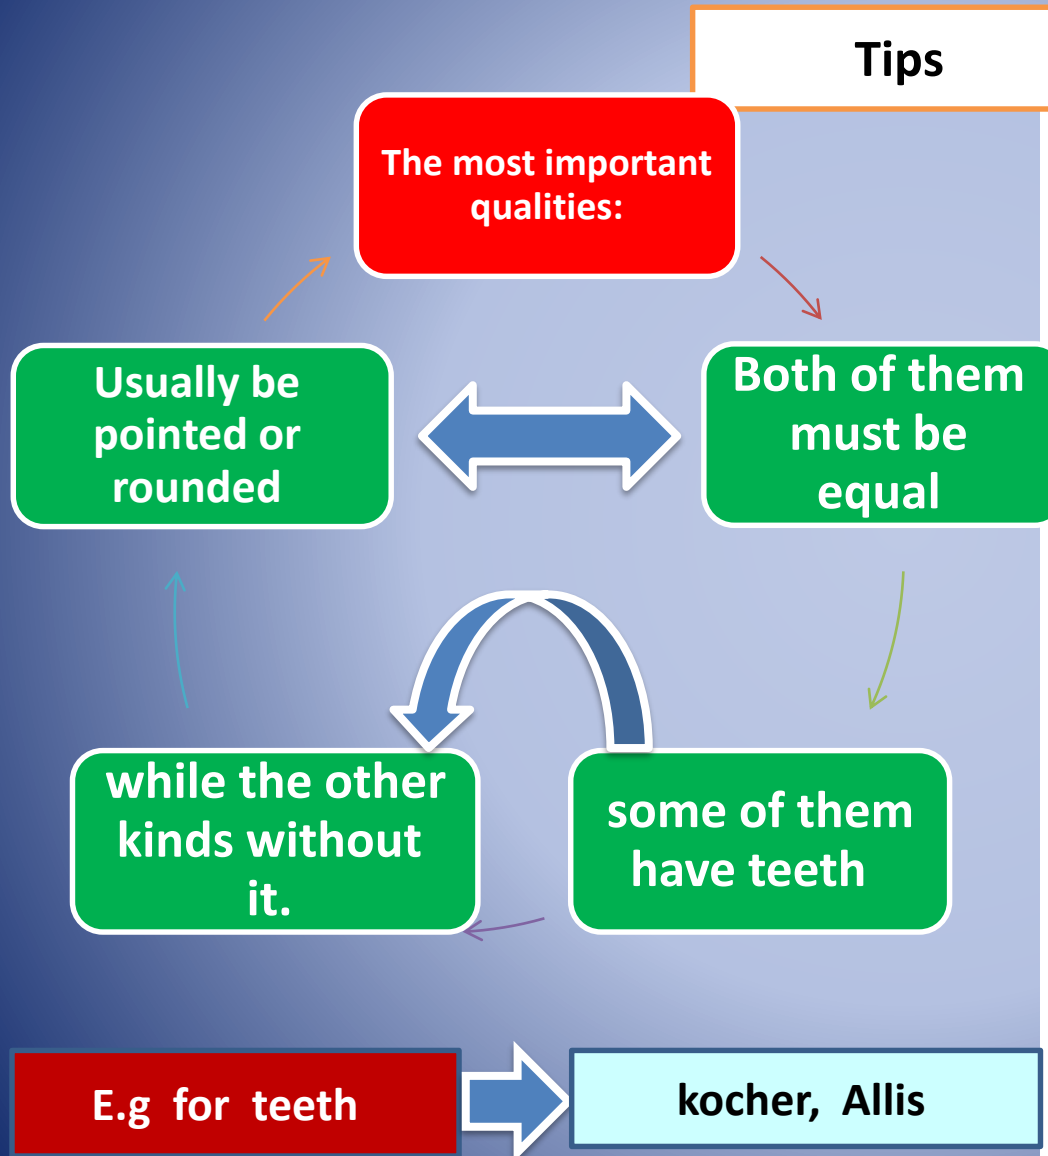 Tips
The most important
qualities:
Usually be
pointed or
rounded
Both of them
must be
equal
while the other
kinds without
it.
some of them
have teeth
E.g for teeth
kocher, Allis